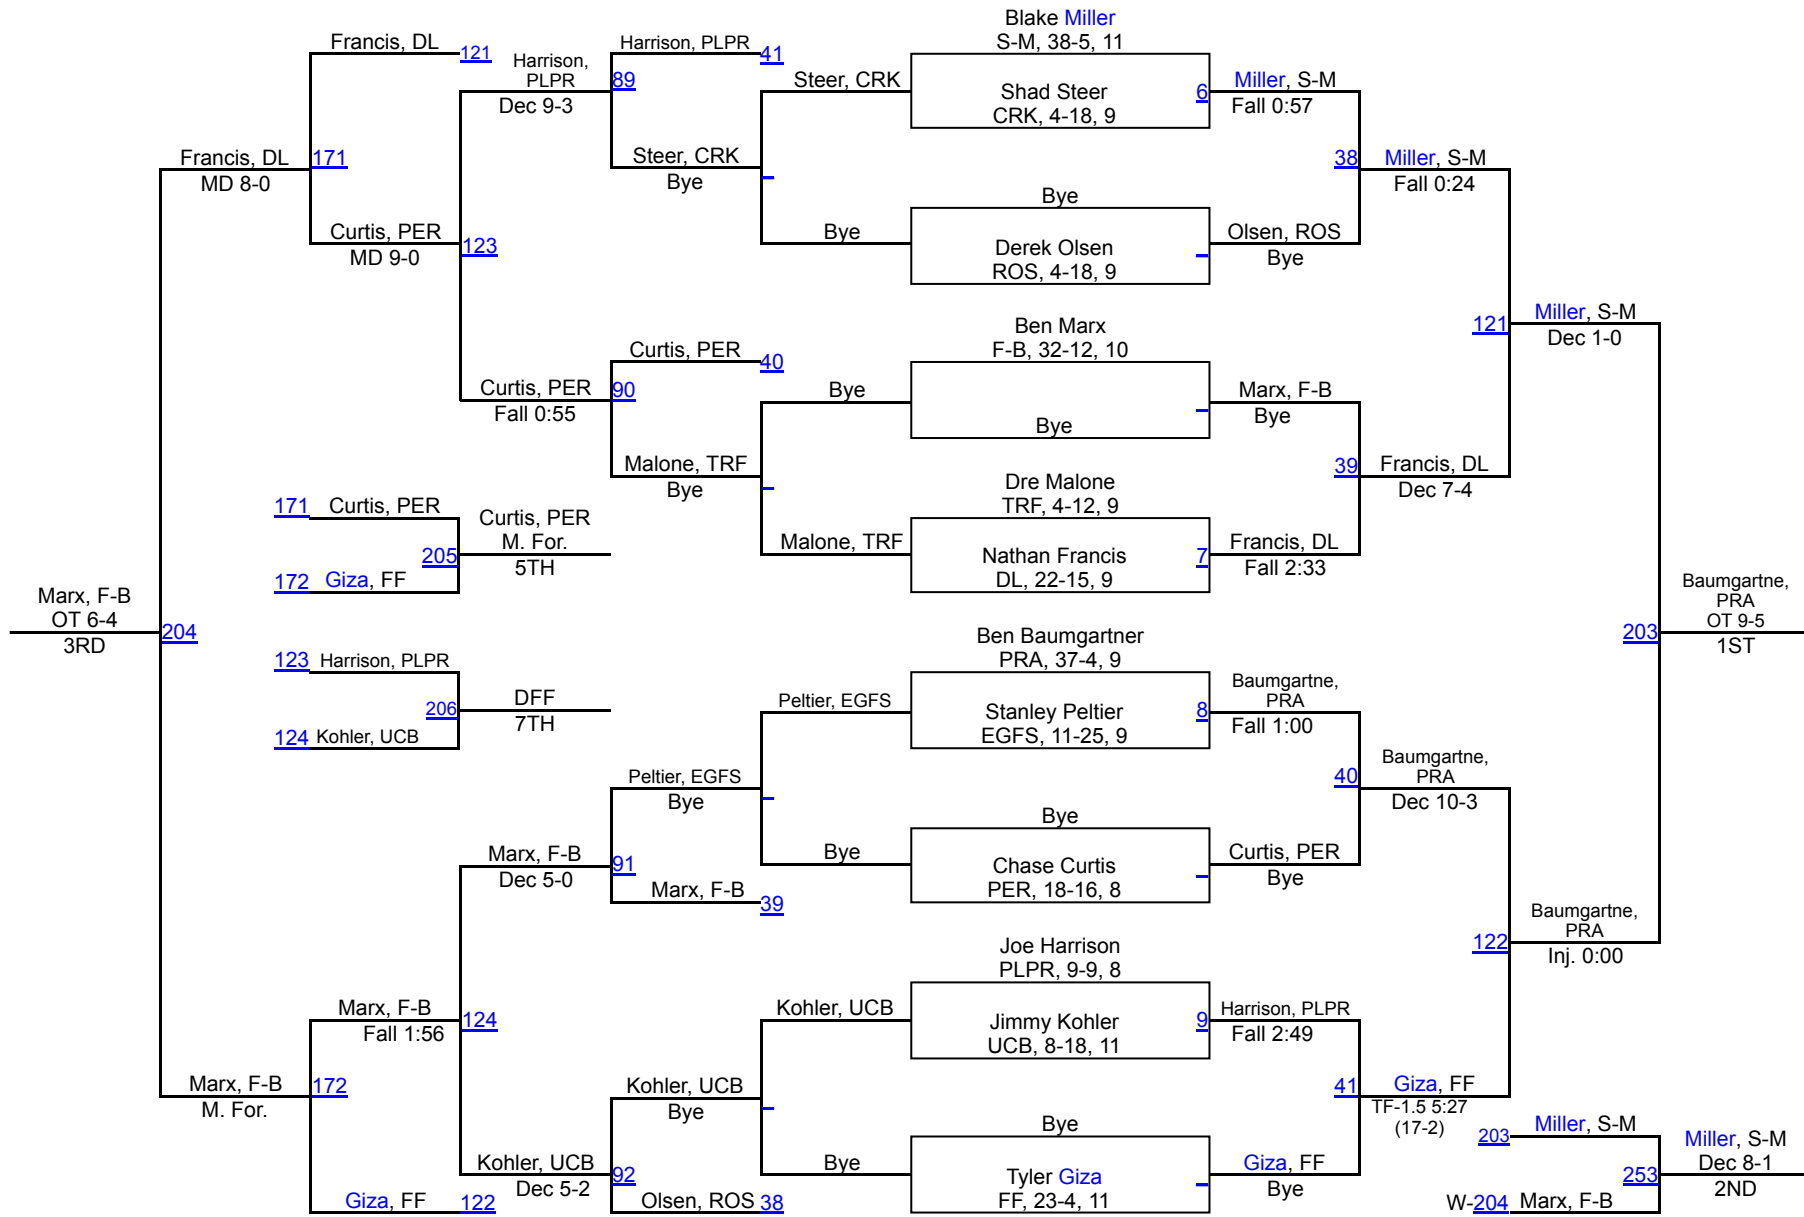 Francis, DL
121
Francis, DL
MD 8-0
171
Curtis, PER
MD 9-0
123
Harrison,
PLPR
Dec 9-3
89
Harrison, PLPR
41
Steer, CRK
Bye
Curtis, PER
Fall 0:55
90
Curtis, PER
40
Malone, TRF
Bye
Steer, CRK
Bye
Bye
Malone, TRF
Blake Miller
S-M, 38-5, 11
Shad Steer
CRK, 4-18, 9
6
Bye
Derek Olsen
ROS, 4-18, 9
Ben Marx
F-B, 32-12, 10
Bye
Dre Malone
TRF, 4-12, 9
Nathan Francis
DL, 22-15, 9
7
Miller, S-M
Fall 0:57
38
Olsen, ROS
Bye
Marx, F-B
Bye
39
Francis, DL
Fall 2:33
Miller, S-M
Fall 0:24
121
Francis, DL
Dec 7-4
Miller, S-M
Dec 1-0
171
Curtis, PER
205
172
Giza, FF
Curtis, PER
M. For.
5TH
Marx, F-B
OT 6-4
3RD
204
123
Harrison, PLPR
206
124
Kohler, UCB
DFF
7TH
Baumgartne,
PRA
OT 9-5
1ST
203
Ben Baumgartner
PRA, 37-4, 9
Stanley Peltier
EGFS, 11-25, 9
8
Bye
Chase Curtis
PER, 18-16, 8
Joe Harrison
PLPR, 9-9, 8
Jimmy Kohler
UCB, 8-18, 11
9
Bye
Tyler Giza
FF, 23-4, 11
Peltier, EGFS
Bye
Kohler, UCB
Bye
Peltier, EGFS
Bye
Marx, F-B
Dec 5-0
91
Marx, F-B
39
Marx, F-B
Fall 1:56
124
Marx, F-B
M. For.
172
Kohler, UCB
Bye
Kohler, UCB
Dec 5-2
92
Olsen, ROS
38
Giza, FF
122
Baumgartne,
PRA
Fall 1:00
40
Curtis, PER
Bye
Baumgartne,
PRA
Dec 10-3
122
Baumgartne,
PRA
Inj. 0:00
Harrison, PLPR
Fall 2:49
41
Giza, FF
Bye
Giza, FF
TF-1.5 5:27
(17-2)
203
Miller, S-M
253
W-204
Marx, F-B
Miller, S-M
Dec 8-1
2ND